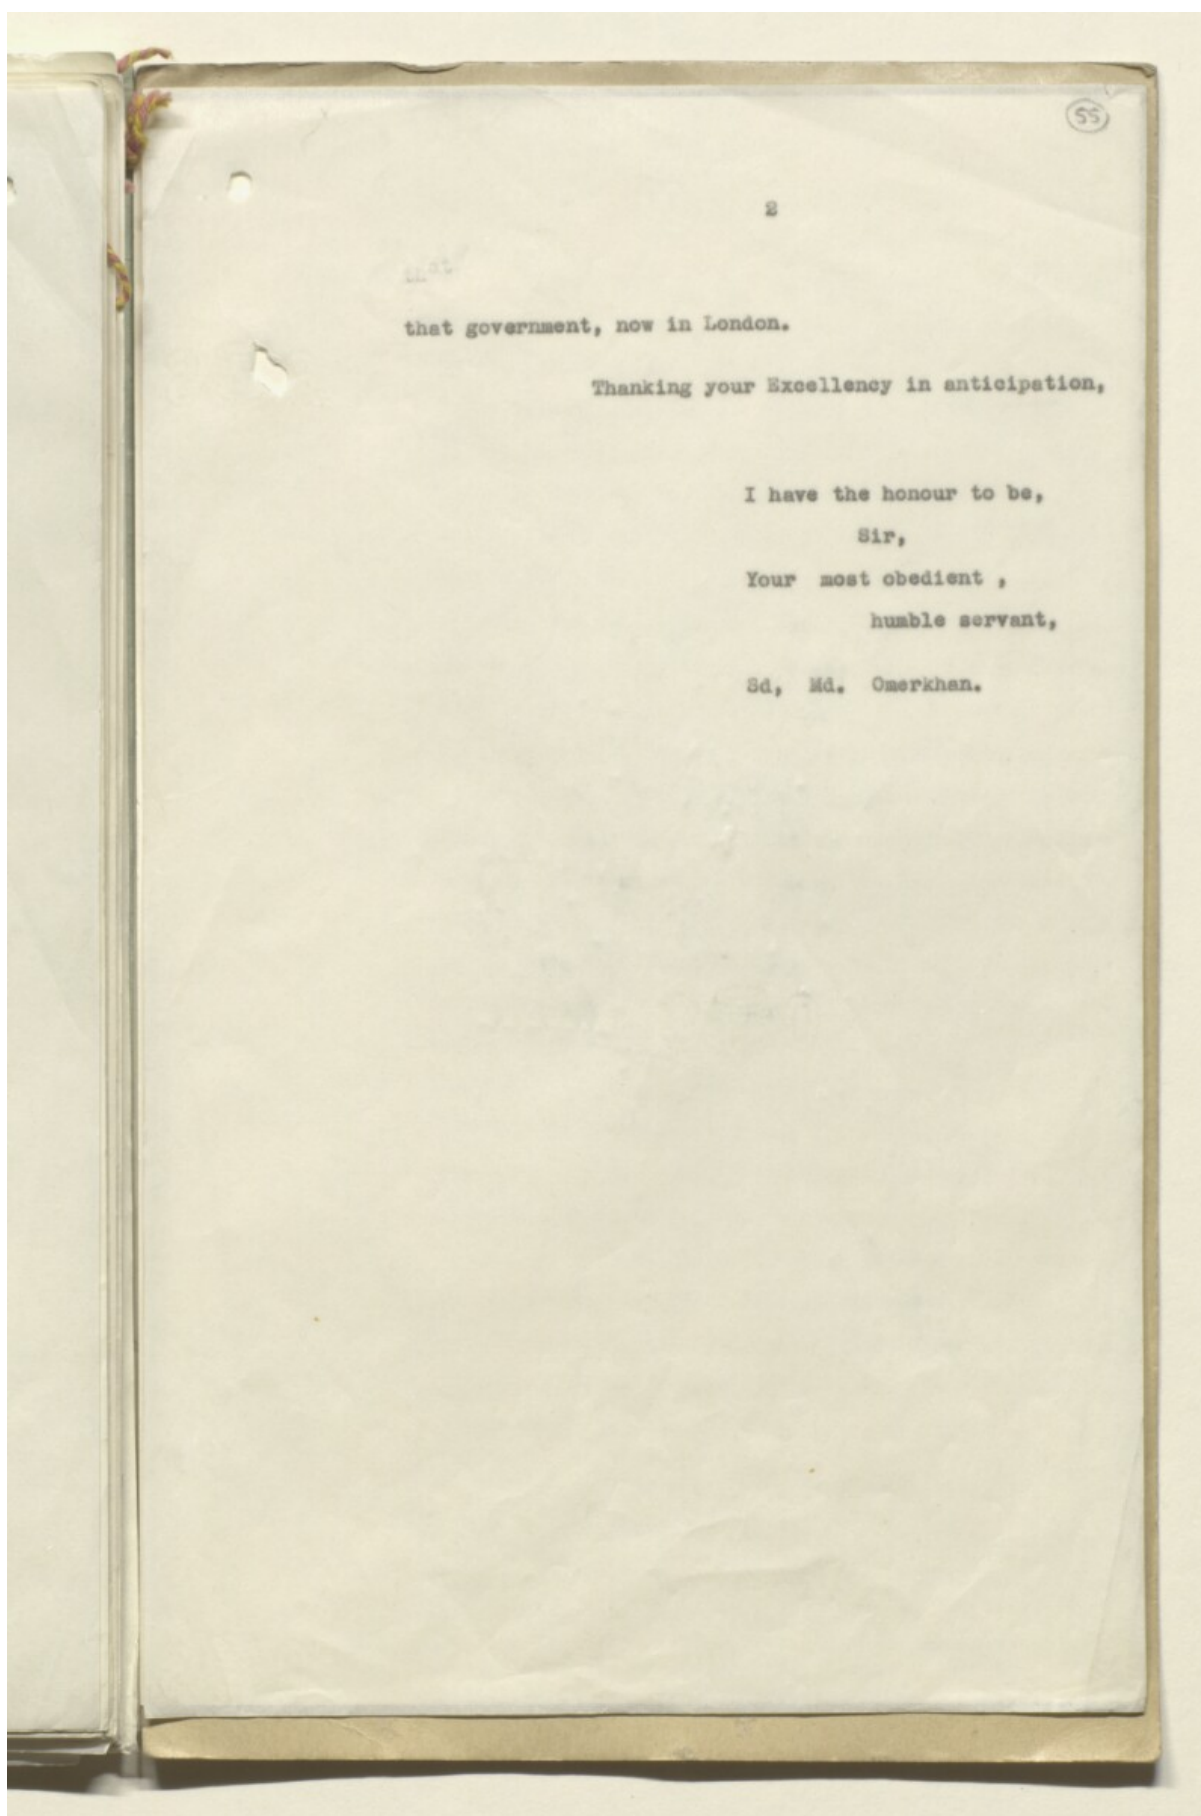 55
2
that government, now in London.
Thanking your Excellency in anticipation,
I have the honour to be,
Sir,
Your most obedient ,
humble servant,
Sd, Md. Omerkhan.